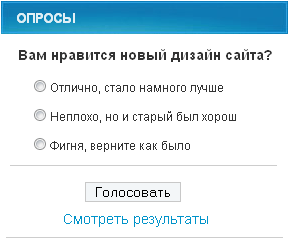 ОПРОСЫ
Вам нравится новый дизайн сайта?
Отлично, стало намного лучше
Неплохо, но и старый был хорош
Фигня, верните как было
Голосовать
Смотреть результаты